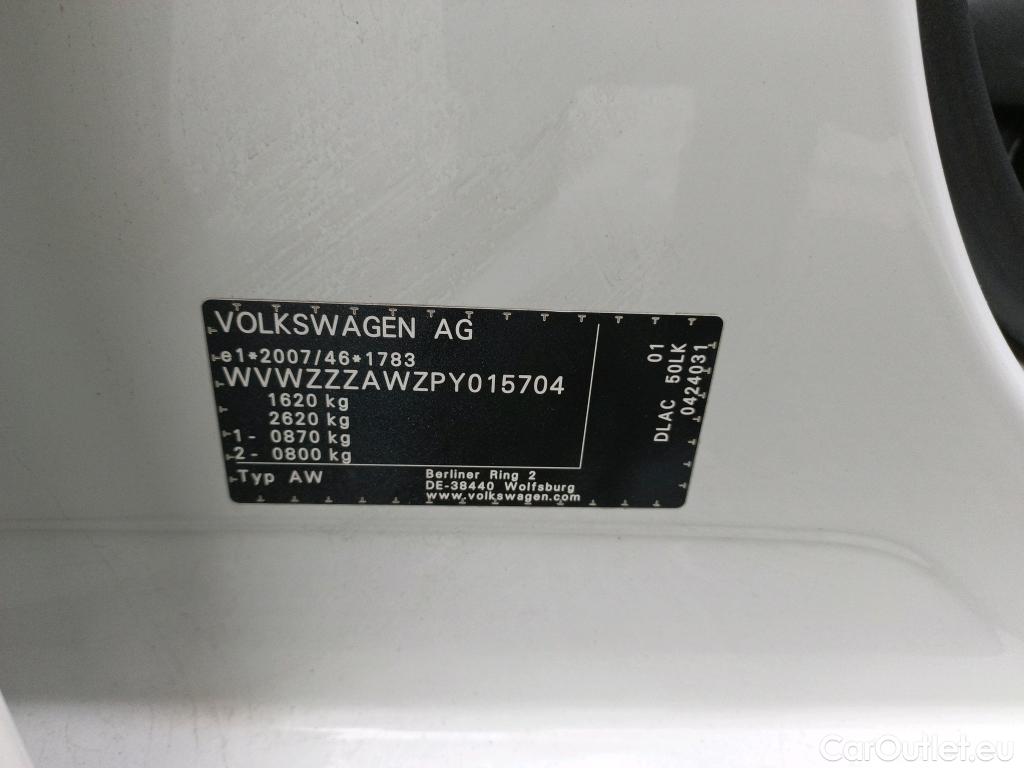 VOLKSWAGEN AG
e1*2007/46*1783
WVWZZZAWZPY015704
1620 kg
2620 kg
1- 0870 kg
2- 0800 kg
Typ AW
Berliner Ring 2
DE-38440 Wolfsburg
www.volkswagen.com
01
DLAC 50LK
0424031
CarOutlet.eu